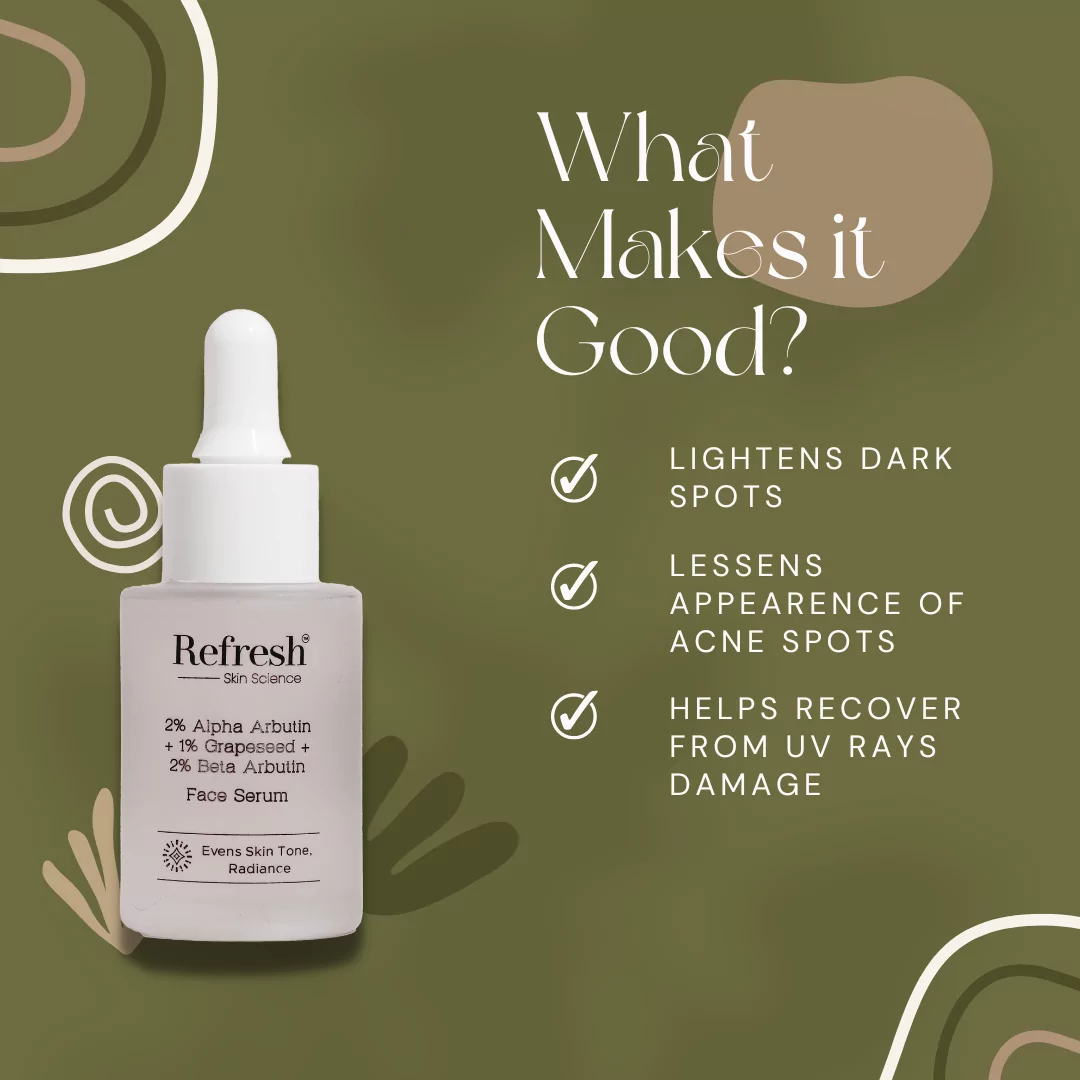 What
Makes it
Good?
LIGHTENS DARK
SPOTS
LESSENS
APPEARENCE OF
ACNE SPOTS
HELPS RECOVER
FROM UV RAYS
DAMAGE
Refresh
Skin Science
2% Alpha Arbutin
+ 1% Grapeseed +
2% Beta Arbutin
Face Serum
Evens Skin Tone,
Radiance